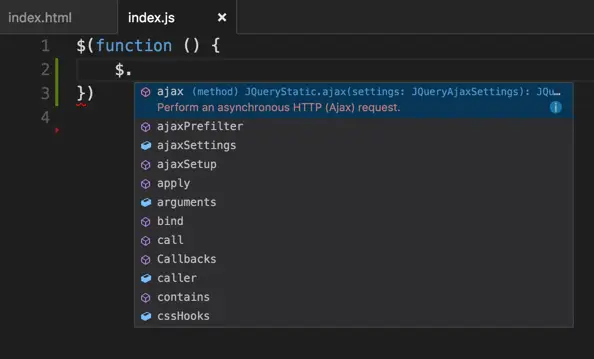 index.html index.js ×
1 $(function () {
2 $.
3 })
4
ajax (method) JQueryStatic.ajax(settings: JQueryAjaxSettings): JQu…
Perform an asynchronous HTTP (Ajax) request.
ajaxPrefilter
ajaxSettings
ajaxSetup
apply
arguments
bind
call
Callbacks
caller
contains
cssHooks